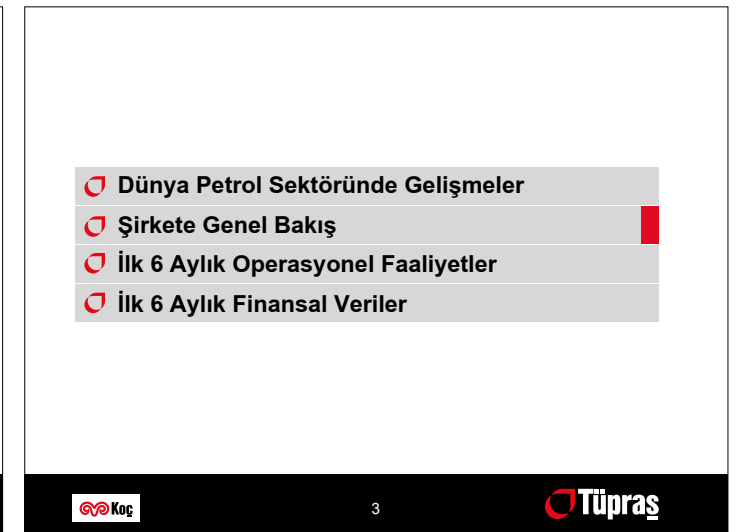 Dünya Petrol Sektöründe Gelişmeler
Şirkete Genel Bakış
İlk 6 Aylık Operasyonel Faaliyetler
İlk 6 Aylık Finansal Veriler
Koç
3
Tüpraş